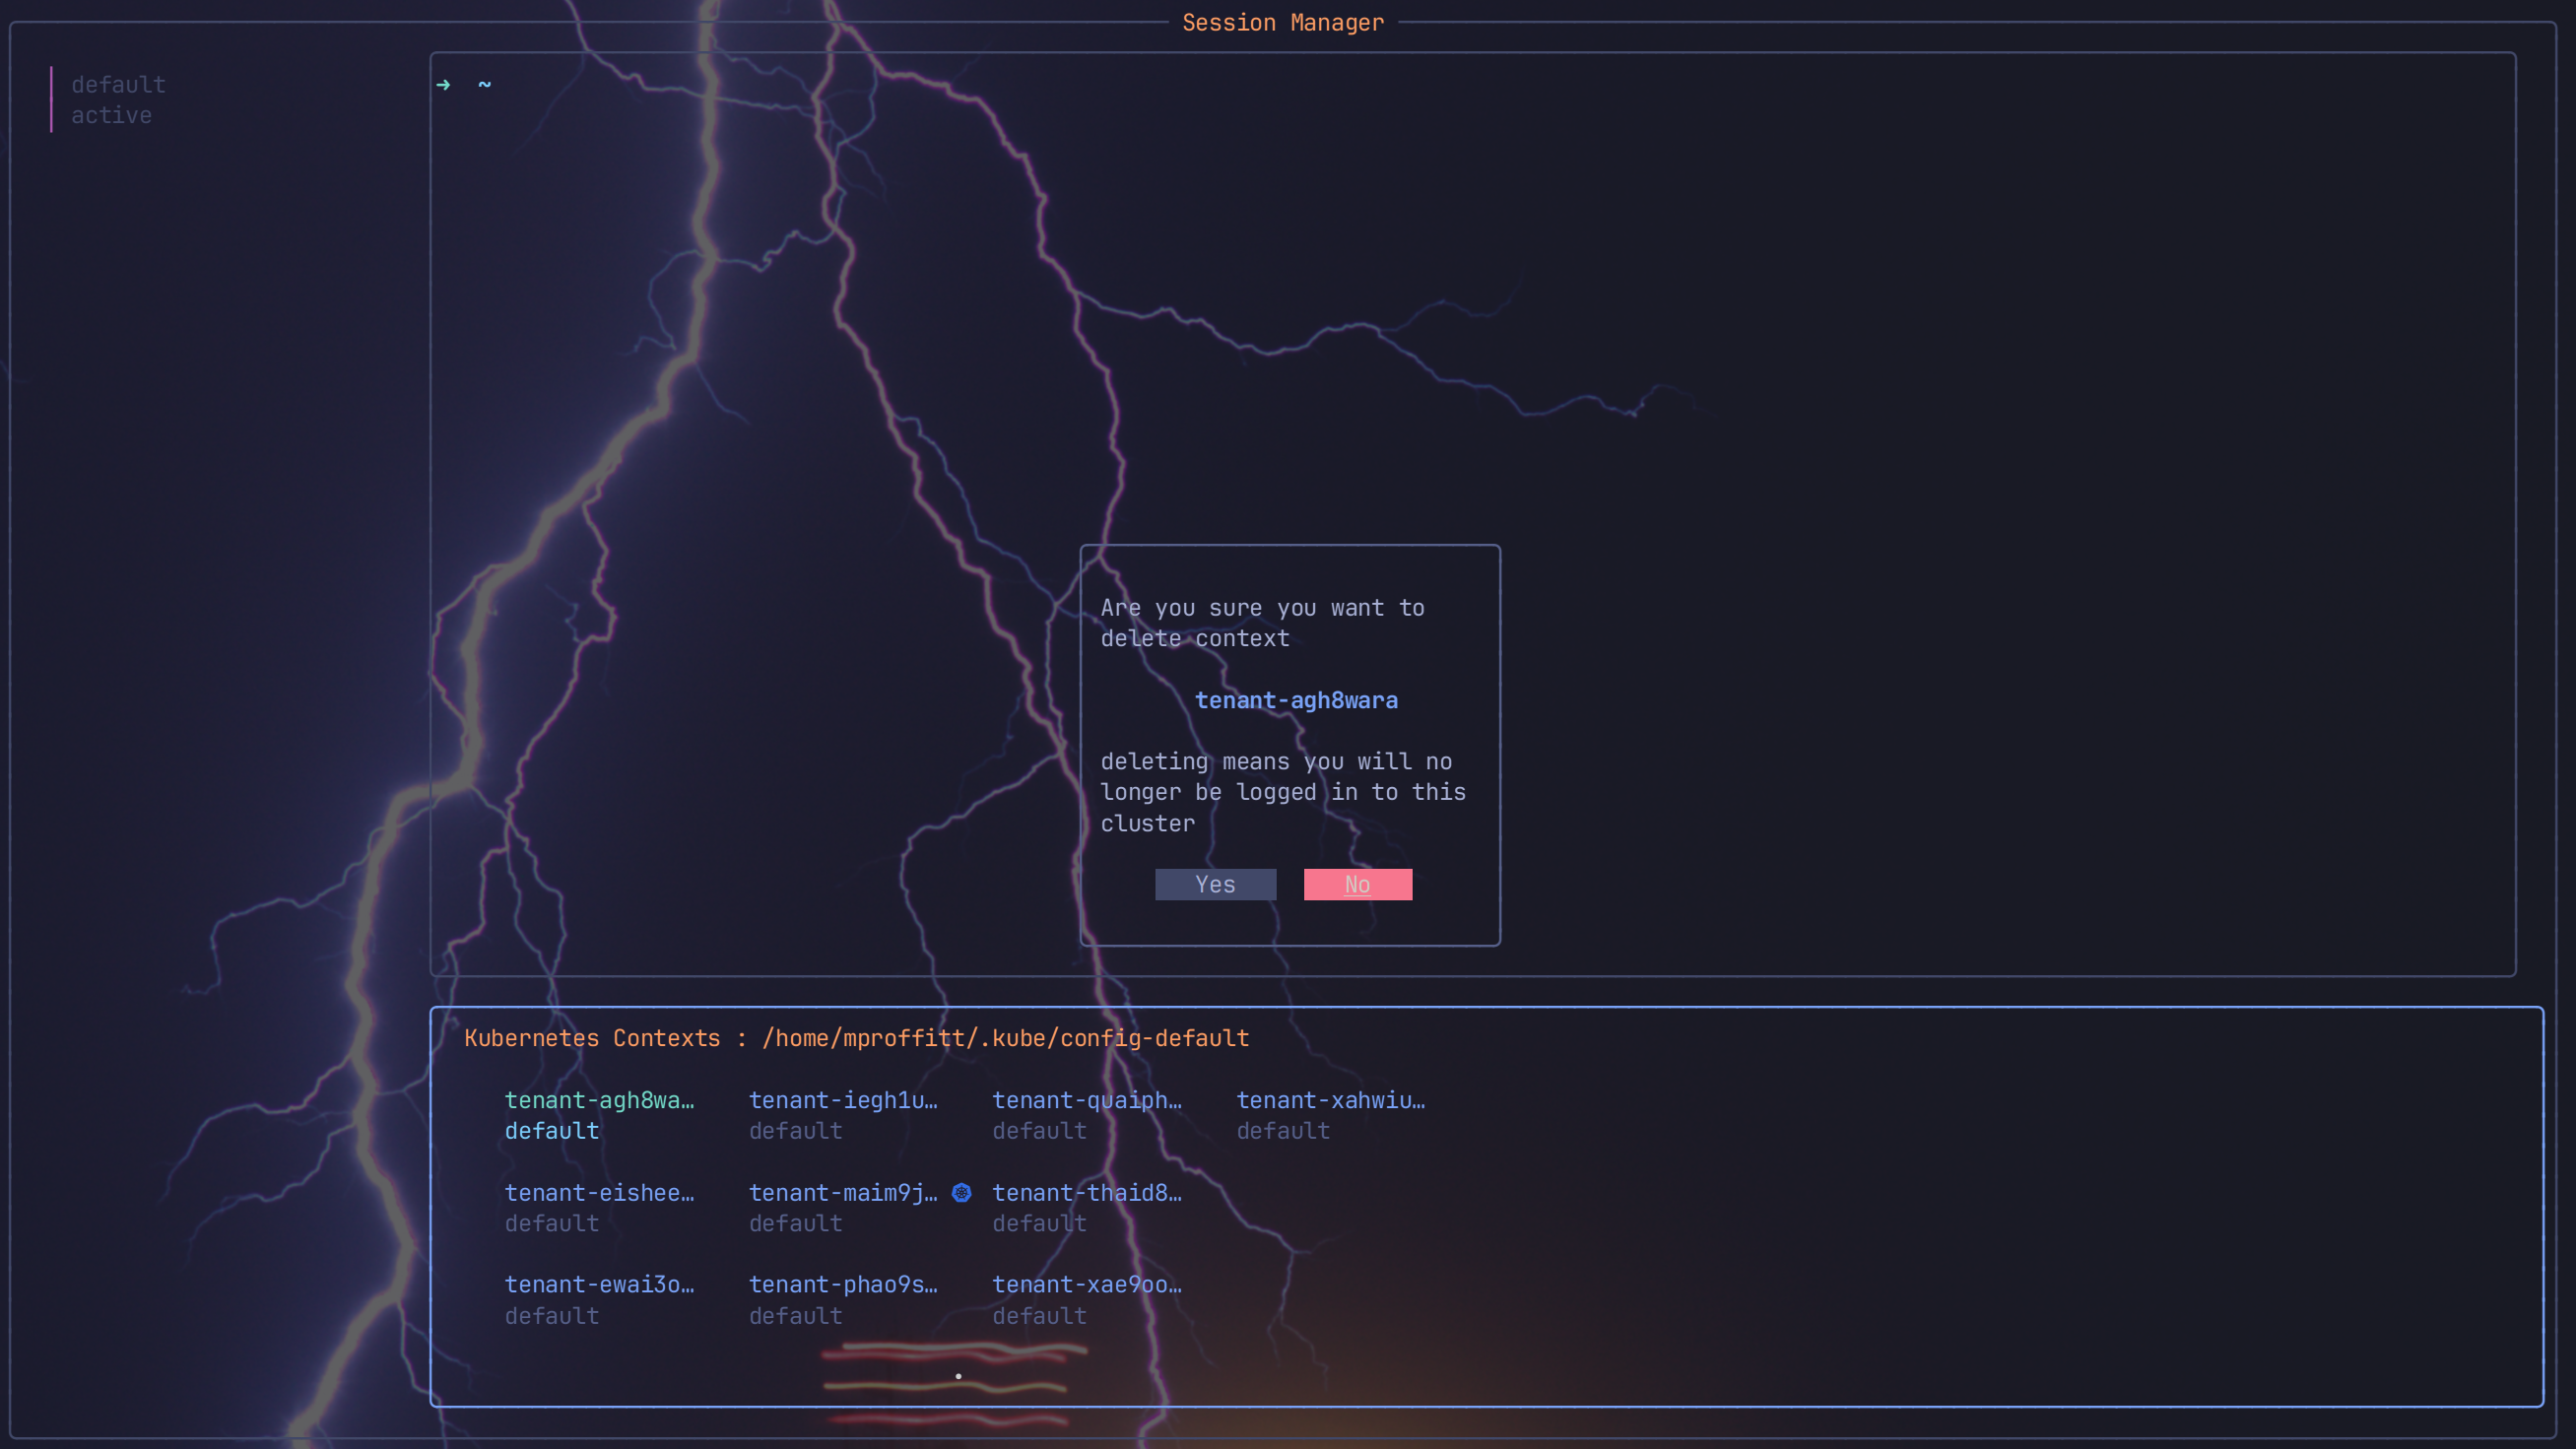 Session Manager
default
active
➜ ~
Are you sure you want to
delete context
tenant-agh8wara
deleting means you will no
longer be logged in to this
cluster
Yes No
Kubernetes Contexts : /home/mproffitt/.kube/config-default
tenant-agh8wa… tenant-iegh1u… tenant-quaiph… tenant-xahwiu…
default default default default
tenant-eishee… tenant-maim9j… tenant-thaid8…
default default default
tenant-ewai3o… tenant-phao9s… tenant-xae9oo…
default default default